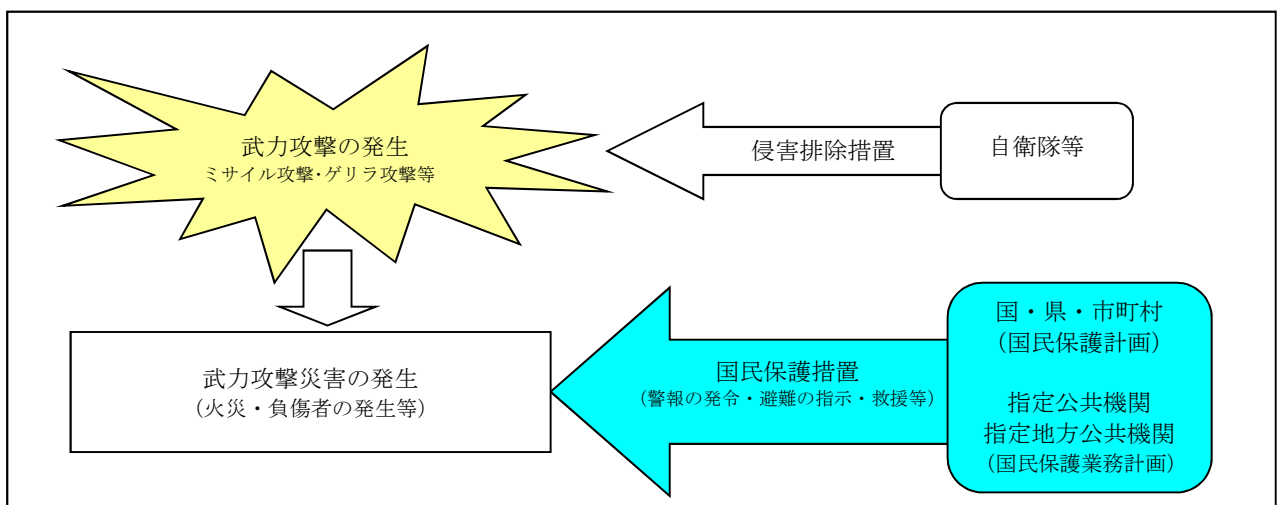 武力攻撃の発生
ミサイル攻撃・ゲリラ攻撃等
侵害排除措置
自衛隊等
武力攻撃災害の発生
（火災・負傷者の発生等）
国民保護措置
（警報の発令・避難の指示・救援等）
国・県・市町村
（国民保護計画）
指定公共機関
指定地方公共機関
（国民保護業務計画）